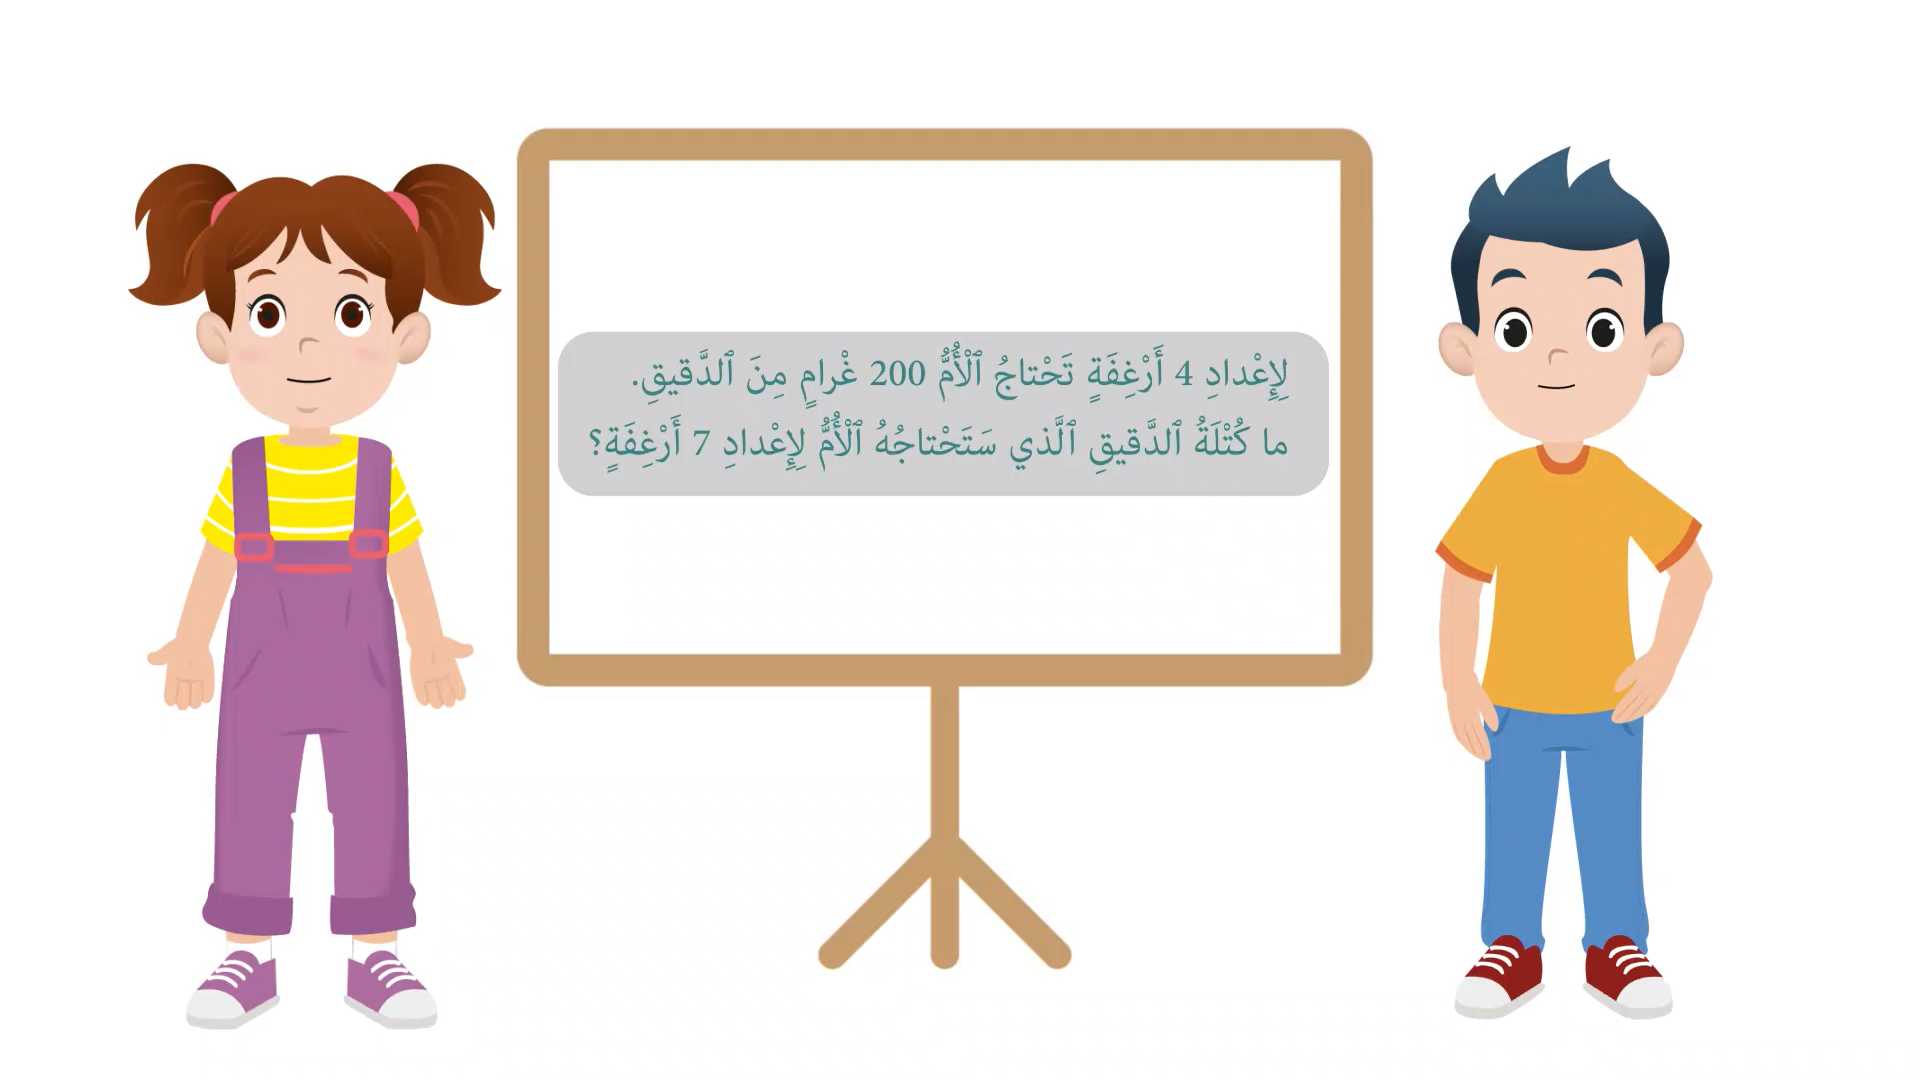 لِإِعْدادِ 4 أَرْغِفَةٍ تَحْتاجُ ٱلْأُمُّ 200 غْرامٍ مِنَ ٱلدَّقيقِ.
ما كُتْلَةُ ٱلدَّقيقِ ٱلَّذي سَتَحْتاجُهُ ٱلْأُمُّ لِإِعْدادِ 7 أَرْغِفَةٍ؟